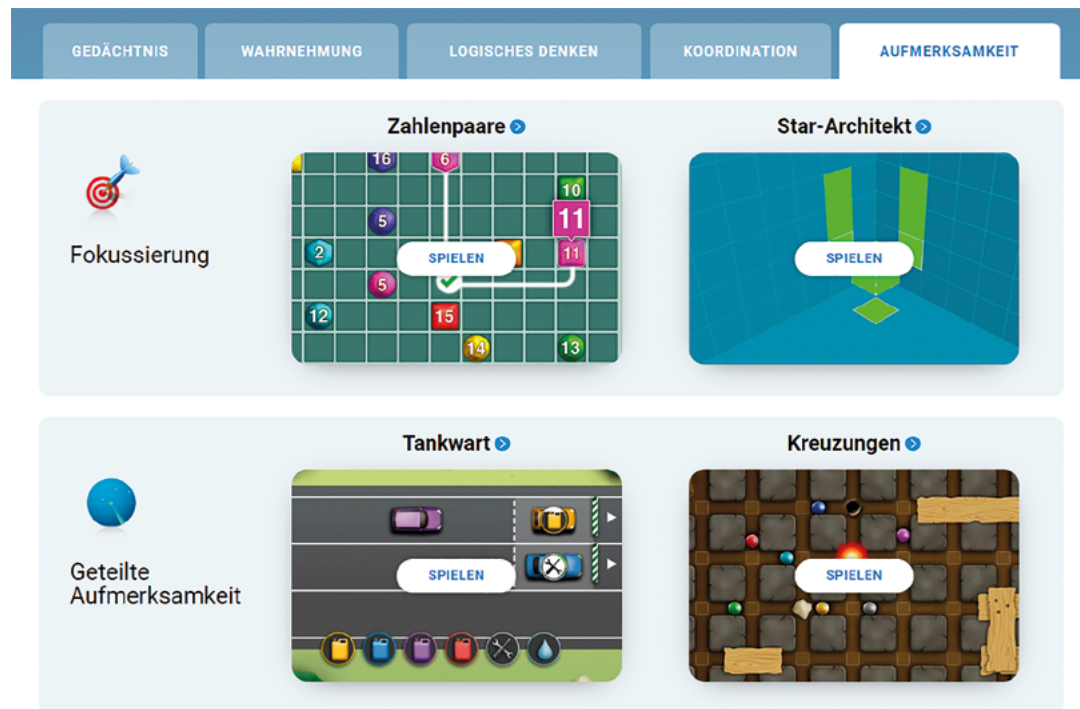 GEDÄCHTNIS
WAHRNEHMUNG
LOGISCHES DENKEN
KOORDINATION
AUFMERKSAMKEIT
Fokussierung
Zahlenpaare
16
6
10
11
5
2
11
SPIELEN
5
12
15
14
13
Star-Architekt
SPIELEN
Geteilte
Aufmerksamkeit
Tankwart
SPIELEN
Kreuzungen
SPIELEN